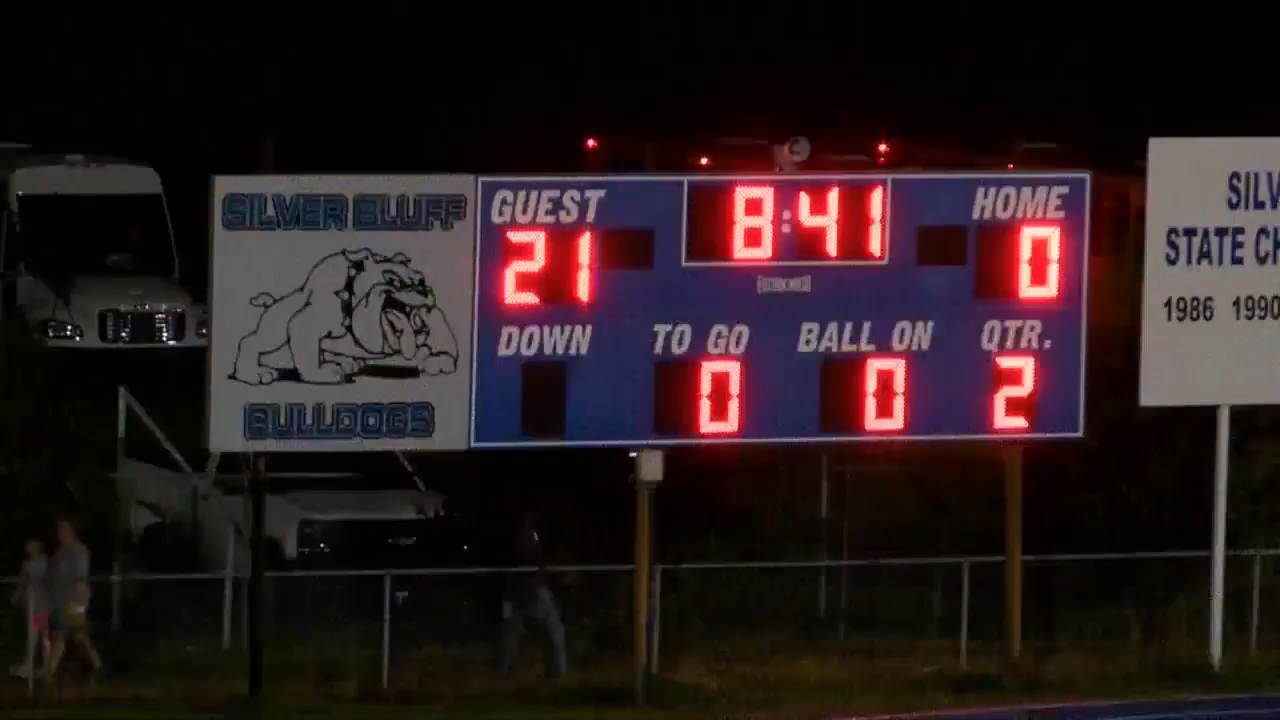 SILVER BLUFF
BULLDOGS
GUEST 8:41 HOME
21 0
DOWN TO GO BALL ON QTR.
0 0 2
SILV
STATE CH
1986 1990